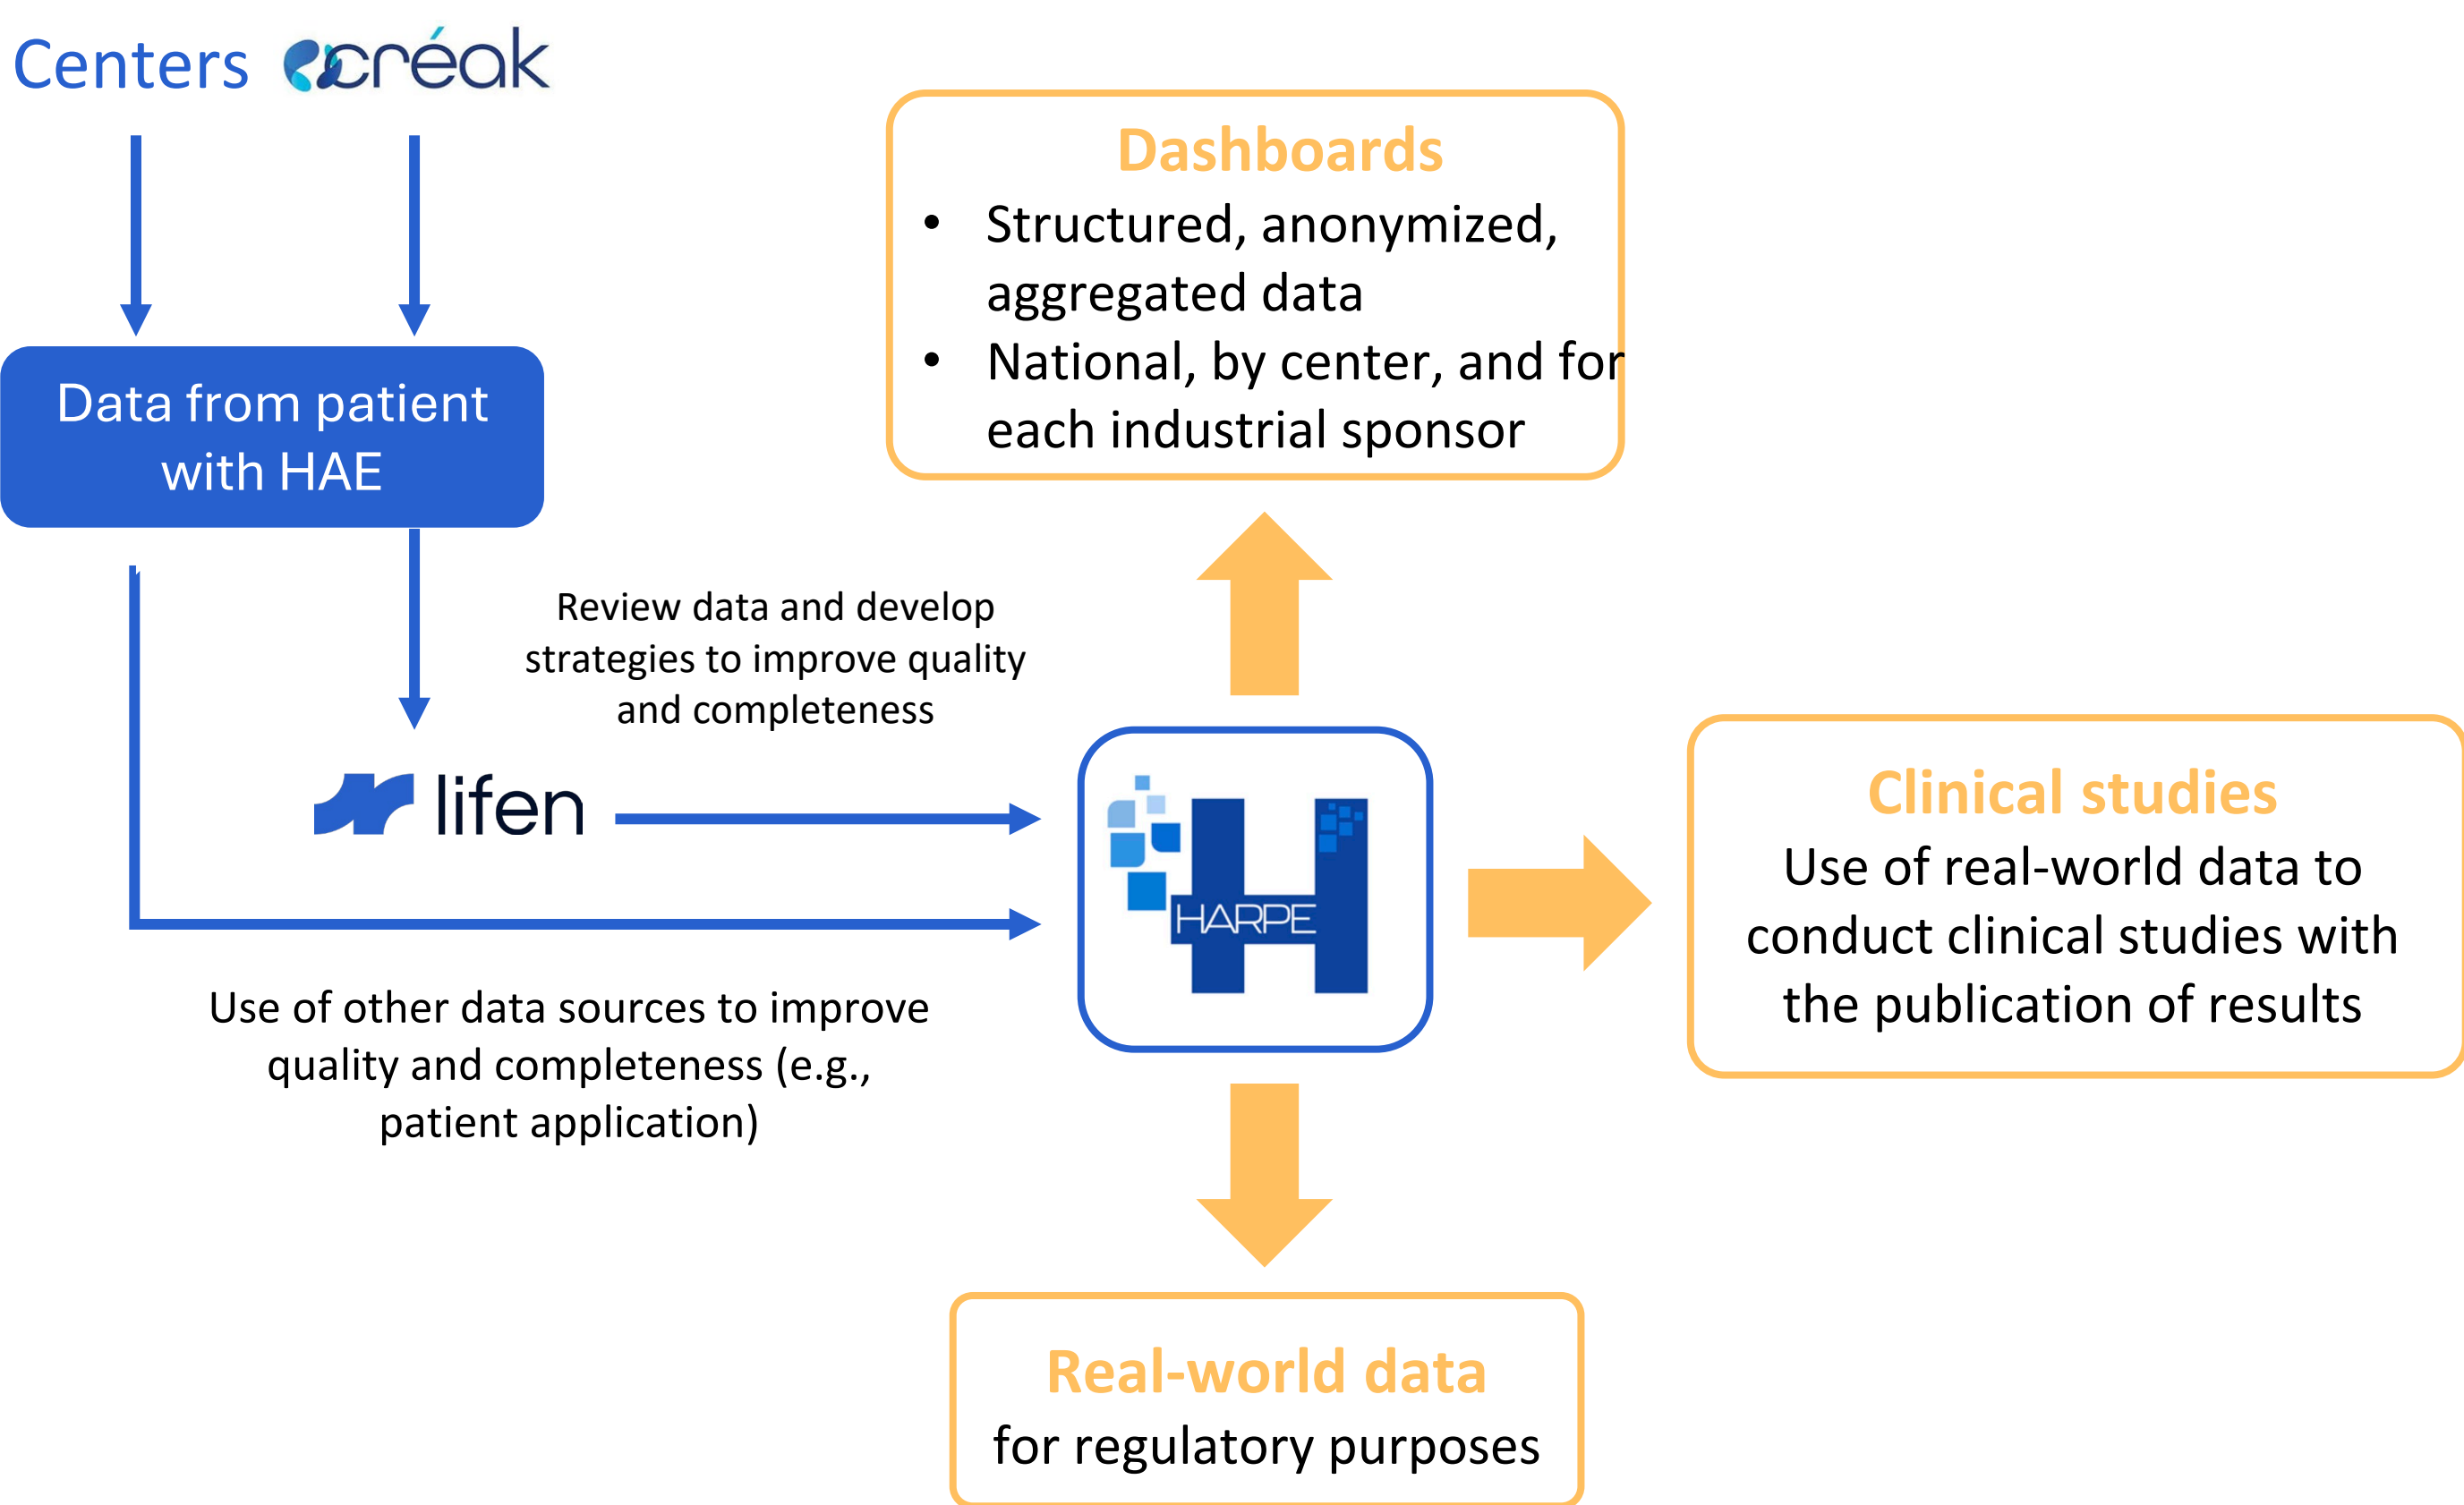 Centers créak
Data from patient
with HAE
Dashboards
• Structured, anonymized,
aggregated data
• National, by center, and for
each industrial sponsor
Review data and develop
strategies to improve quality
and completeness
lifen
HARPE
Clinical studies
Use of real-world data to
conduct clinical studies with
the publication of results
Use of other data sources to improve
quality and completeness (e.g.,
patient application)
Real-world data
for regulatory purposes